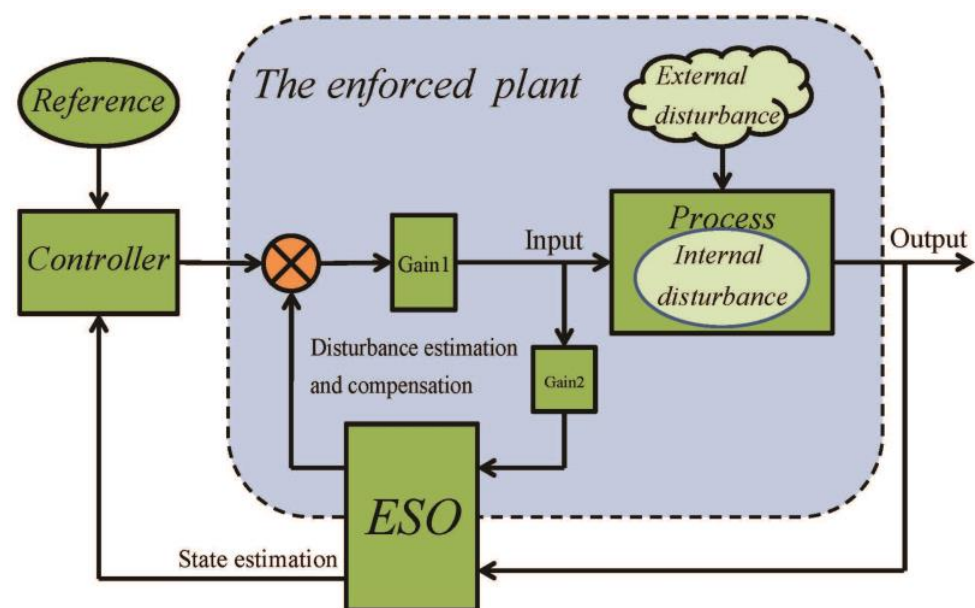 The enforced plant
External
disturbance
Reference
Process
Controller
Gain1
Input
Internal
disturbance
Output
Disturbance estimation
and compensation
Gain2
ESO
State estimation